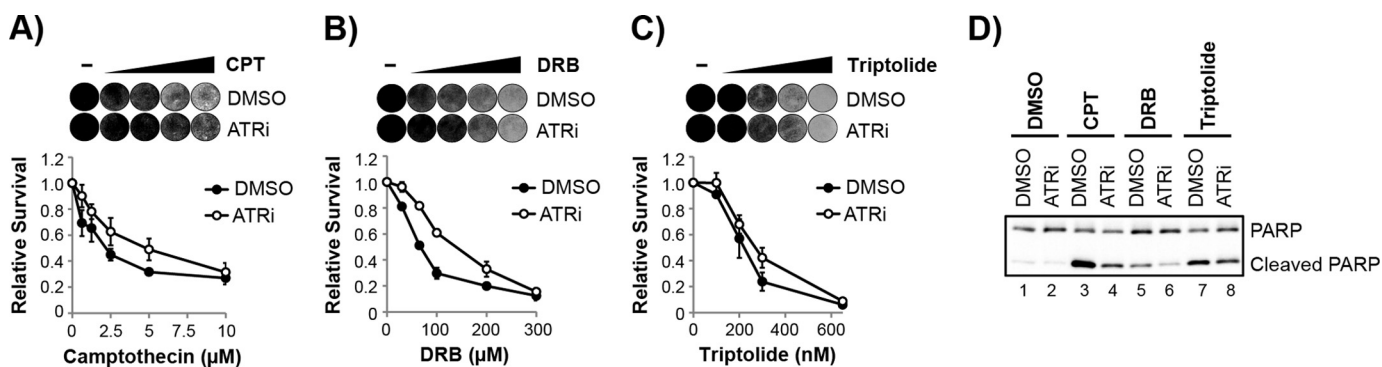 A)
– CPT
DMSO
ATRi
Relative Survival
1.2
1.0
0.8
0.6
0.4
0.2
0
DMSO
ATRi
0 2.5 5 7.5 10
Camptothecin (µM)
B)
– DRB
DMSO
ATRi
Relative Survival
1.2
1.0
0.8
0.6
0.4
0.2
0
DMSO
ATRi
0 100 200 300
DRB (µM)
C)
– Triptolide
DMSO
ATRi
Relative Survival
1.2
1.0
0.8
0.6
0.4
0.2
0
DMSO
ATRi
0 200 400 600
Triptolide (nM)
D)
DMSO CPT DRB Triptolide
DMSO ATRi DMSO ATRi DMSO ATRi DMSO ATRi
PARP
Cleaved PARP
1 2 3 4 5 6 7 8